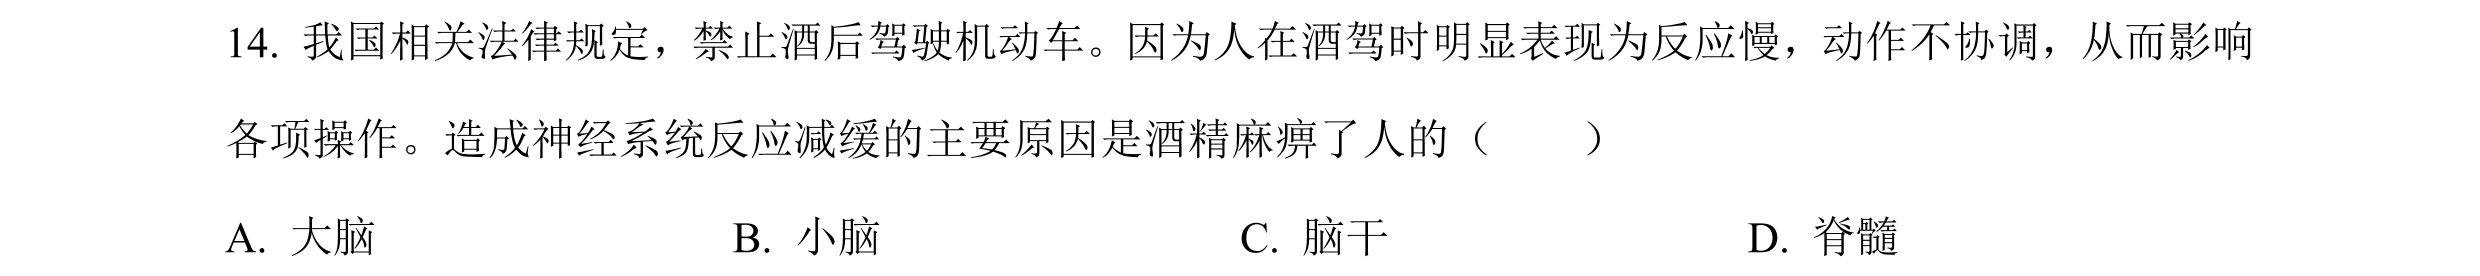 14. 我国相关法律规定，禁止酒后驾驶机动车。因为人在酒驾时明显表现为反应慢，动作不协调，从而影响
各项操作。造成神经系统反应减缓的主要原因是酒精麻痹了人的（　　）
A. 大脑 B. 小脑 C. 脑干 D. 脊髓